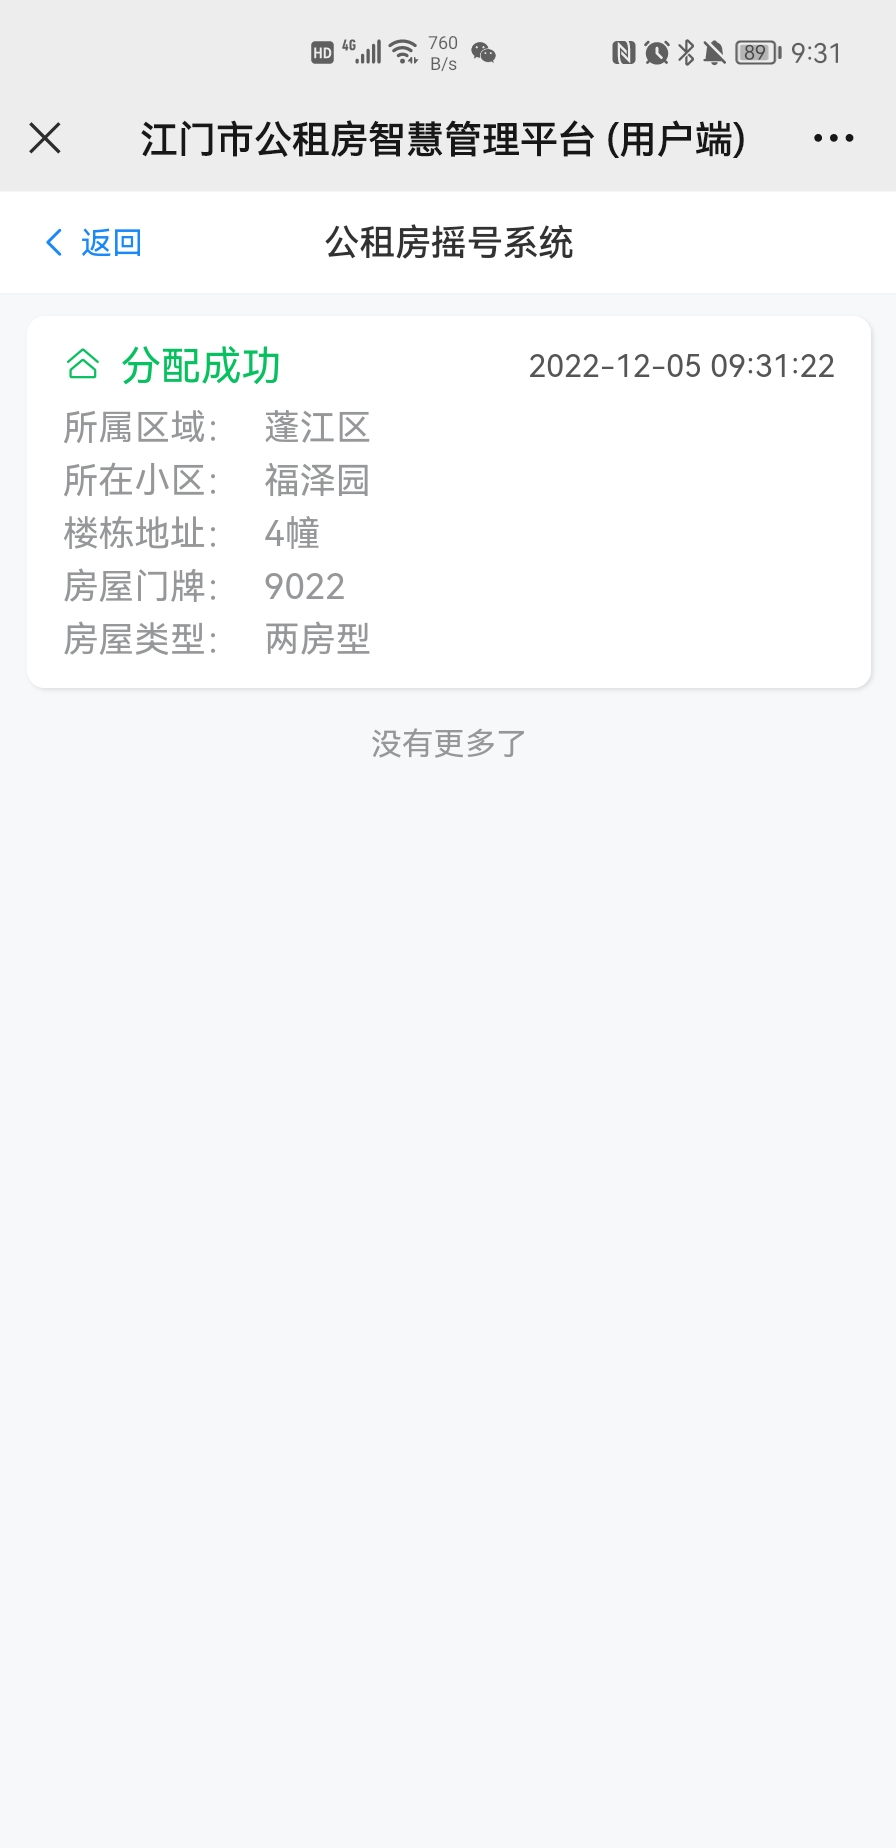 HD 4G 760 B/s 89 9:31
江门市公租房智慧管理平台 (用户端)
返回 公租房摇号系统
分配成功 2022-12-05 09:31:22
所属区域： 蓬江区
所在小区： 福泽园
楼栋地址： 4幢
房屋门牌： 9022
房屋类型： 两房型
没有更多了